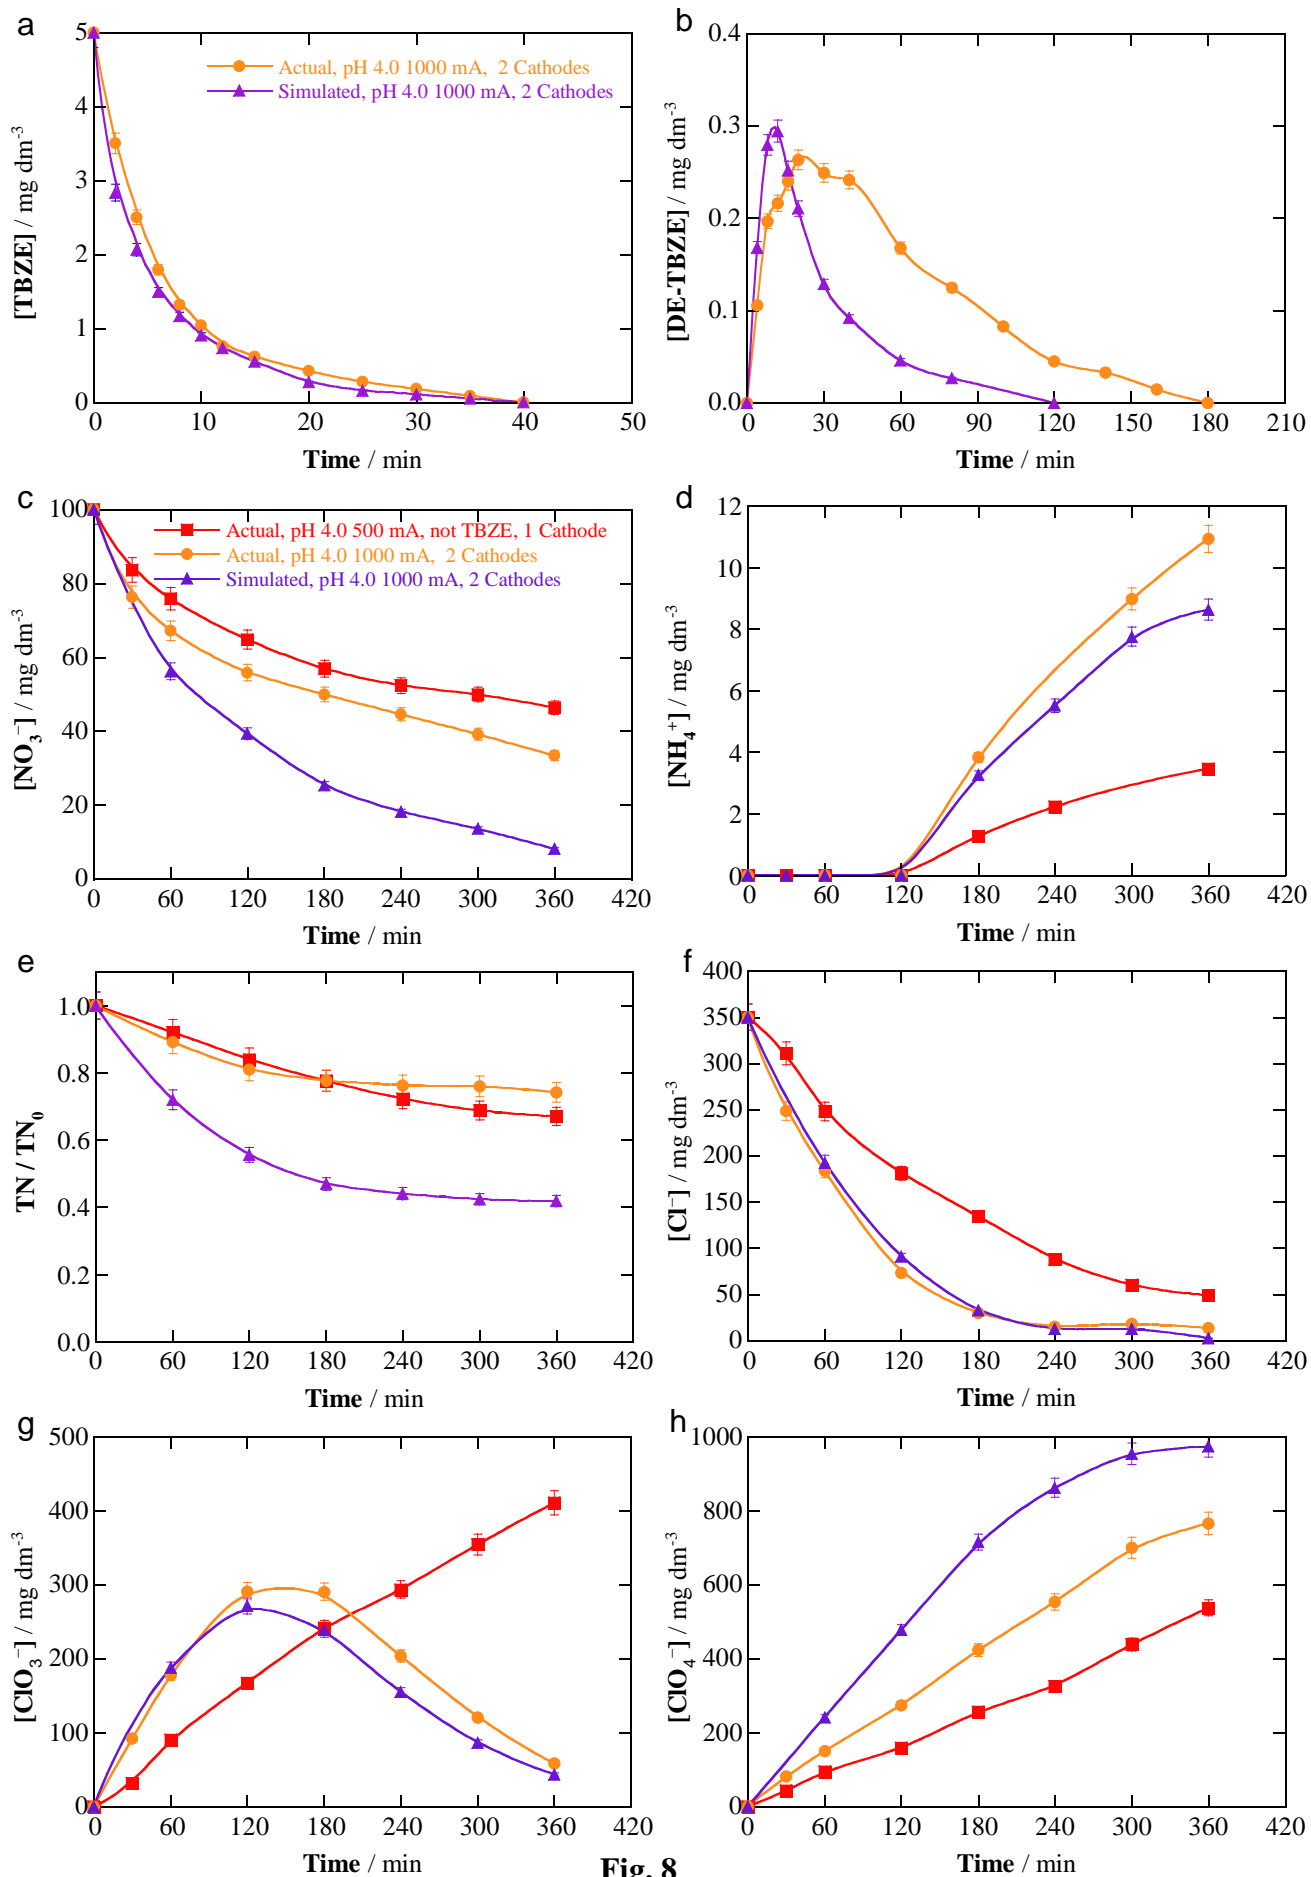 a
5
4
3
2
1
0
0 10 20 30 40 50
[TBZE] / mg dm⁻³
Time / min
Actual, pH 4.0 1000 mA, 2 Cathodes
Simulated, pH 4.0 1000 mA, 2 Cathodes
b
0.4
0.3
0.2
0.1
0.0
0 30 60 90 120 150 180 210
[DE-TBZE] / mg dm⁻³
Time / min
c
100
80
60
40
20
0
0 60 120 180 240 300 360 420
[NO₃⁻] / mg dm⁻³
Time / min
Actual, pH 4.0 500 mA, not TBZE, 1 Cathode
Actual, pH 4.0 1000 mA, 2 Cathodes
Simulated, pH 4.0 1000 mA, 2 Cathodes
d
12
10
8
6
4
2
0
0 60 120 180 240 300 360 420
[NH₄⁺] / mg dm⁻³
Time / min
e
1.0
0.8
0.6
0.4
0.2
0.0
0 60 120 180 240 300 360 420
TN / TN₀
Time / min
f
400
350
300
250
200
150
100
50
0
0 60 120 180 240 300 360 420
[Cl⁻] / mg dm⁻³
Time / min
g
500
400
300
200
100
0
0 60 120 180 240 300 360 420
[ClO₃⁻] / mg dm⁻³
Time / min
h
1000
800
600
400
200
0
0 60 120 180 240 300 360 420
[ClO₄⁻] / mg dm⁻³
Time / min
Fig. 8